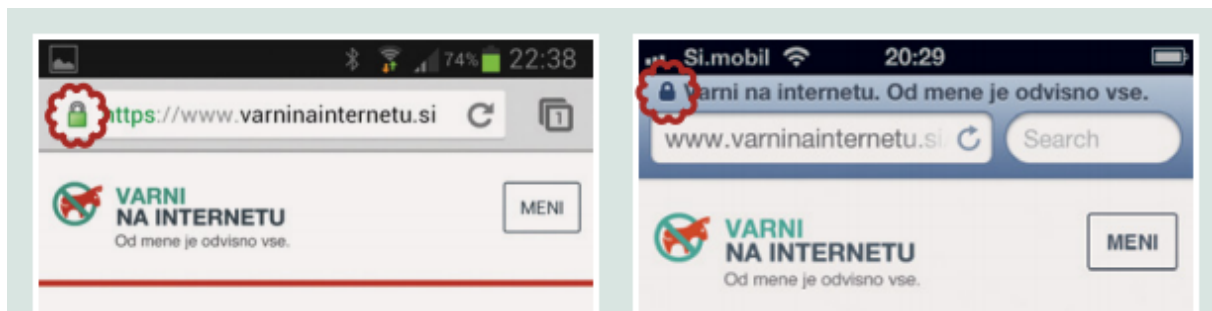 74% 22:38
https://www.varninainternetu.si
1
VARNI
NA INTERNETU
Od mene je odvisno vse.
MENI
Si.mobil 20:29
Varni na internetu. Od mene je odvisno vse.
www.varninainternetu.si
Search
VARNI
NA INTERNETU
Od mene je odvisno vse.
MENI